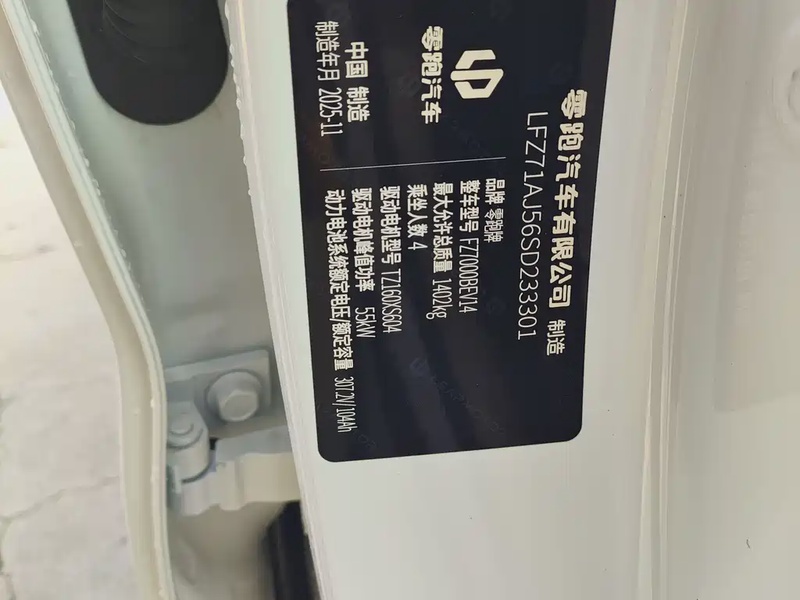 零跑汽车有限公司 制造
LFZ71AJ56SD233301
零跑汽车
品牌 零跑牌
整车型号 FZ7000BEV14
最大允许总质量 1402kg
乘坐人数 4
驱动电机型号 TZ160XS604
驱动电机峰值功率 55kW
动力电池系统额定电压/额定容量 307.2V/104Ah
中国 制造
制造年月 2025-11